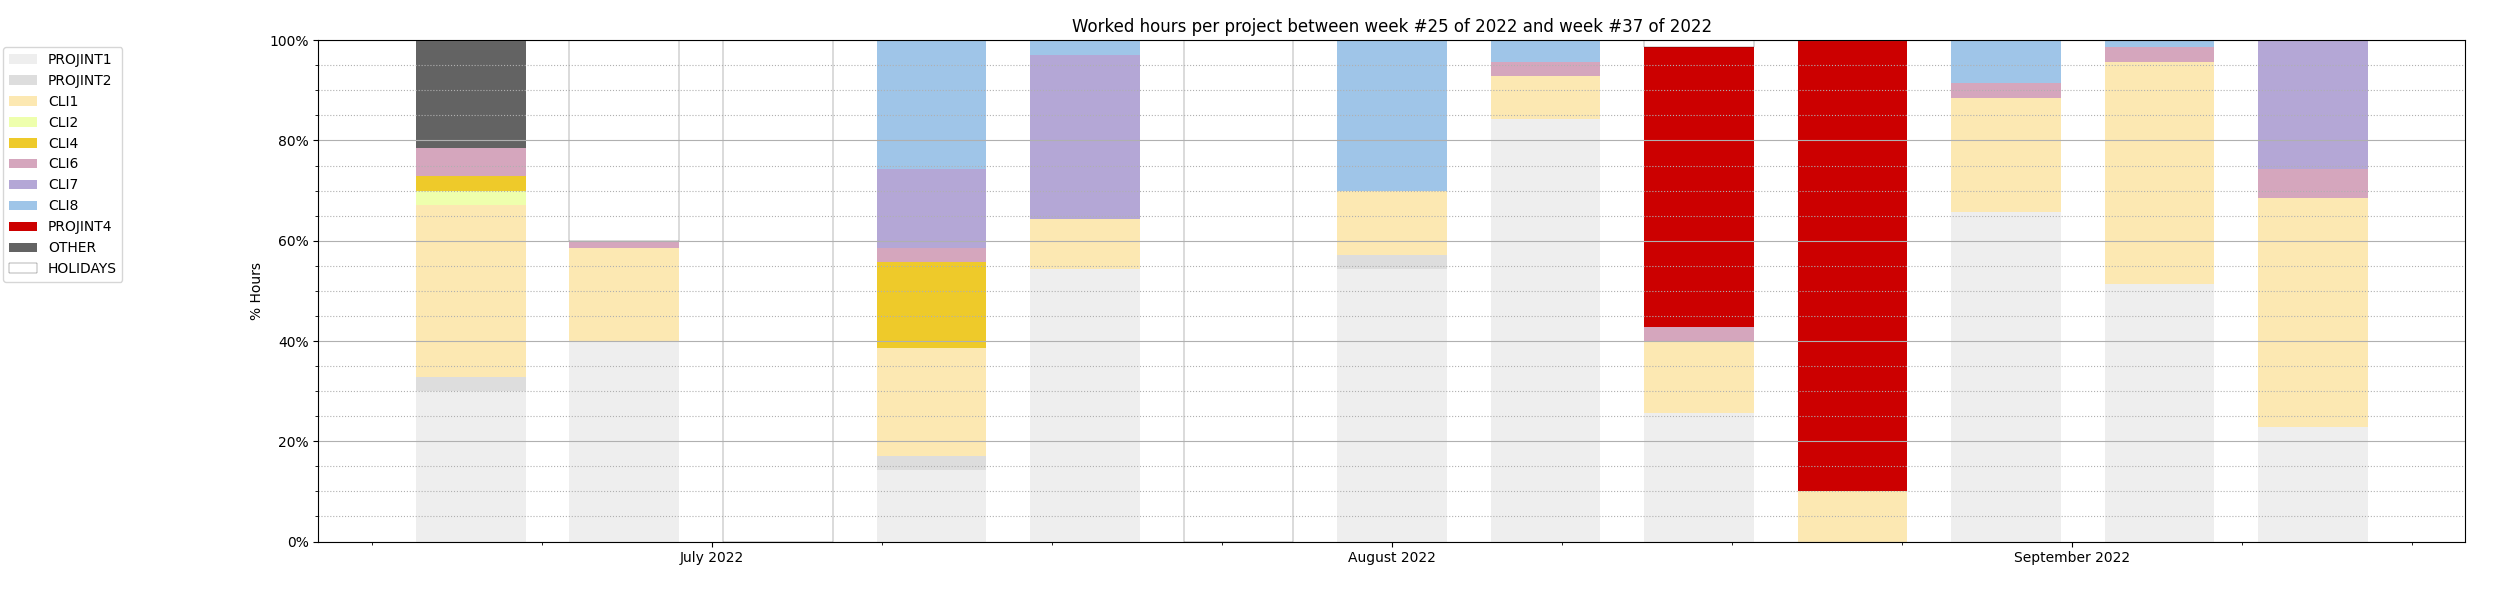 Worked hours per project between week #25 of 2022 and week #37 of 2022
PROJINT1
PROJINT2
CLI1
CLI2
CLI4
CLI6
CLI7
CLI8
PROJINT4
OTHER
HOLIDAYS
% Hours
100%
80%
60%
40%
20%
0%
July 2022
August 2022
September 2022